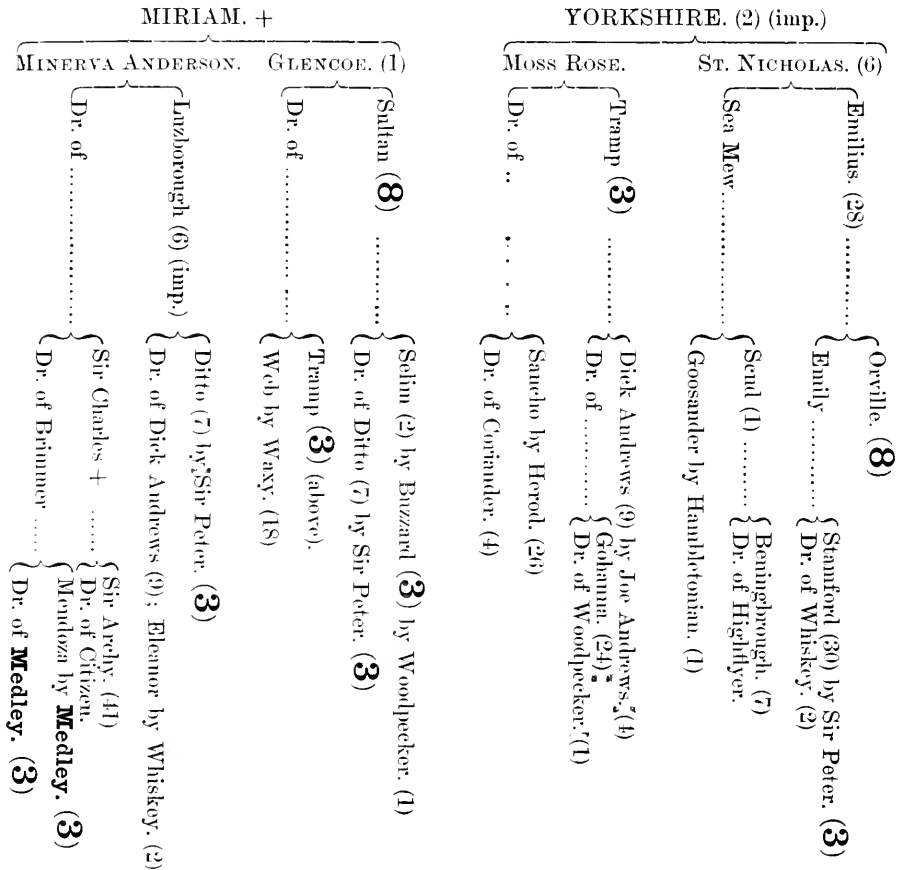 MIRIAM. +
YORKSHIRE. (2) (imp.)
MINERVA ANDERSON.
GLENCOE. (1)
MOSS ROSE.
ST. NICHOLAS. (6)
Emilius. (28) ..........
Orville. (8)
Emily ..........
Stamford (30) by Sir Peter. (3)
Dr. of Whiskey. (2)
Sea Mew ..........
Scud (1) ..........
Beningbrough. (7)
Dr. of Highflyer.
Goosander by Hambletonian. (1)
Tramp (3) ..........
Dick Andrews (9) by Joe Andrews. (4)
Dr. of ..........
Gohanna. (24)
Dr. of Woodpecker. (1)
Dr. of .. . . . .
Sancho by Herod. (26)
Dr. of Coriander. (4)
Sultan (8) ..........
Selim (2) by Buzzard (3) by Woodpecker. (1)
Dr. of Ditto (7) by Sir Peter. (3)
Dr. of ..........
Tramp (3) (above).
Web by Waxy. (18)
Luzborough (6) (imp.)
Ditto (7) by Sir Peter. (3)
Dr. of Dick Andrews (9) ; Eleanor by Whiskey. (2)
Dr. of ..........
Sir Charles + ......
Sir Archy. (41)
Dr. of Citizen.
Dr. of Brimmer ......
Mendoza by Medley. (3)
Dr. of Medley. (3)